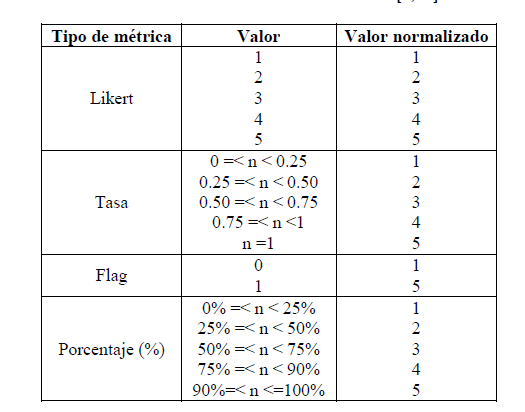 Tipo de métrica Valor Valor normalizado
Likert
1 1
2 2
3 3
4 4
5 5
Tasa
0 =< n < 0.25 1
0.25 =< n < 0.50 2
0.50 =< n < 0.75 3
0.75 =< n <1 4
n =1 5
Flag
0 1
1 5
Porcentaje (%)
0% =< n < 25% 1
25% =< n < 50% 2
50% =< n < 75% 3
75% =< n < 90% 4
90%=< n <=100% 5